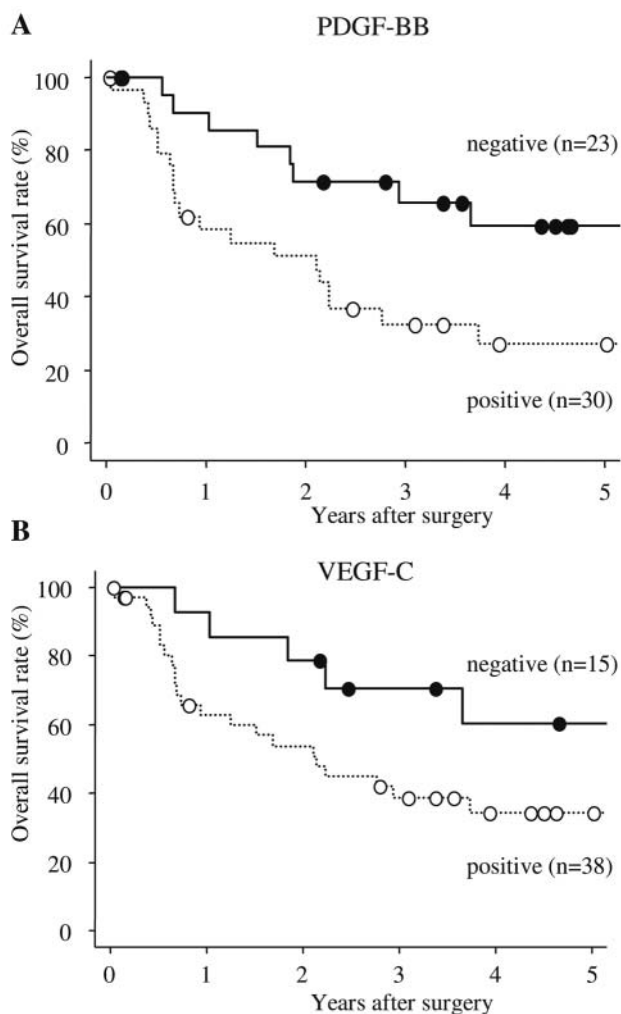 A
PDGF-BB
Overall survival rate (%)
100
80
60
40
20
0
negative (n=23)
positive (n=30)
0 1 2 3 4 5
Years after surgery
B
VEGF-C
Overall survival rate (%)
100
80
60
40
20
0
negative (n=15)
positive (n=38)
0 1 2 3 4 5
Years after surgery